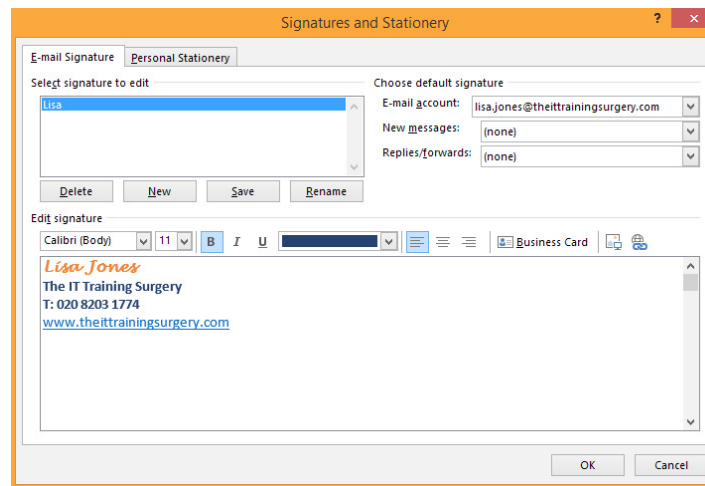 Signatures and Stationery ? ×
E-mail Signature Personal Stationery
Select signature to edit Choose default signature
Lisa
E-mail account: lisa.jones@theittrainingsurgery.com
New messages: (none)
Replies/forwards: (none)
Delete New Save Rename
Edit signature
Calibri (Body) 11 B I U Business Card
Lisa Jones
The IT Training Surgery
T: 020 8203 1774
www.theittrainingsurgery.com
OK Cancel